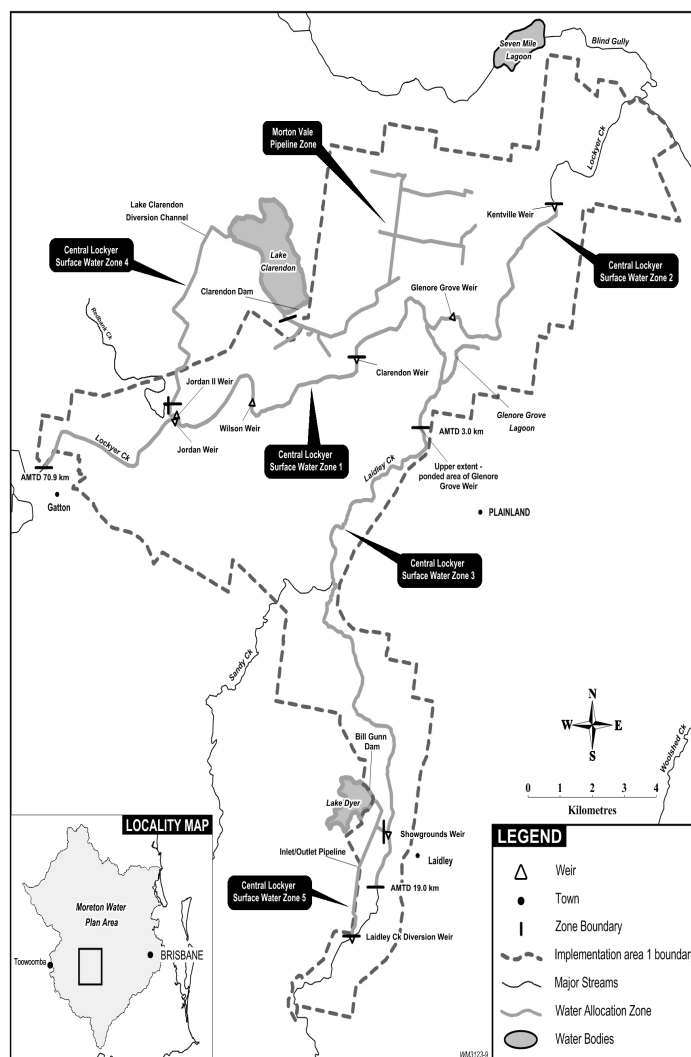 Seven Mile
Lagoon
Blind Gully
Morton Vale
Pipeline Zone
Lockyer Ck
Lake Clarendon
Diversion Channel
Kentville Weir
Central Lockyer
Surface Water Zone 4
Lake
Clarendon
Central Lockyer
Surface Water Zone 2
Clarendon Dam
Glenore Grove Weir
Redbank Ck
Clarendon Weir
Jordan II Weir
Glenore Grove
Lagoon
Wilson Weir
AMTD 3.0 km
Lockyer Ck
Jordan Weir
Central Lockyer
Surface Water Zone 1
Upper extent -
ponded area of Glenore
Grove Weir
AMTD 70.9 km
Laidley Ck
Gatton
PLAINLAND
Central Lockyer
Surface Water Zone 3
Sandy Ck
N
W
E
S
Woolshed Ck
Bill Gunn
Dam
0 1 2 3 4
Kilometres
Lake Dyer
LOCALITY MAP
Showgrounds Weir
LEGEND
Inlet/Outlet Pipeline
Laidley
Weir
Central Lockyer
Surface Water Zone 5
AMTD 19.0 km
Town
Moreton Water
Plan Area
Zone Boundary
Laidley Ck Diversion Weir
Implementation area 1 boundar
Toowoomba
BRISBANE
Major Streams
Water Allocation Zone
Water Bodies
WM3123-9